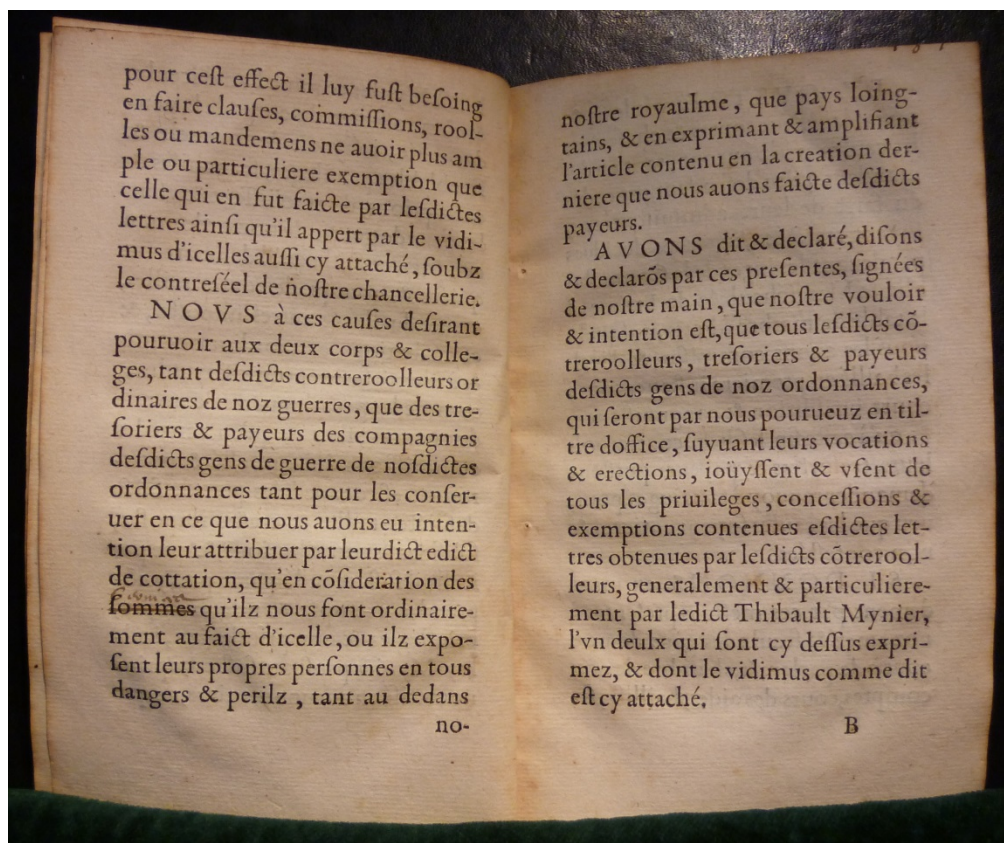 pour ceſt effect il luy fuſt beſoing
en faire clauſes, commiſſions, rool-
les ou mandemens ne auoir plus am
ple ou particuliere exemption que
celle qui en fut faicte par leſdictes
lettres ainſi qu'il appert par le vidi-
mus d'icelles auſſi cy attaché, ſoubz
le contreſéel de noſtre chancellerie.
NOVS à ces cauſes deſirant
pouruoir aux deux corps & colle-
ges, tant deſdicts contreroolleurs or
dinaires de noz guerres, que des tre-
ſoriers & payeurs des compagnies
deſdicts gens de guerre de noſdictes
ordonnances tant pour les conſer-
uer en ce que nous auons eu inten-
tion leur attribuer par leurdict edict
de cottation, qu'en cõſideration des
ſommes qu'ilz nous font ordinaire-
ment au faict d'icelle, ou ilz expo-
ſent leurs propres perſonnes en tous
dangers & perilz, tant au dedans
no-
noſtre royaulme, que pays loing-
tains, & en exprimant & amplifiant
l'article contenu en la creation der-
niere que nous auons faicte deſdicts
payeurs.
AVONS dit & declaré, diſons
& declarõs par ces preſentes, ſignées
de noſtre main, que noſtre vouloir
& intention eſt, que tous leſdicts cõ-
treroolleurs, treſoriers & payeurs
deſdicts gens de noz ordonnances,
qui ſeront par nous pourueuz en til-
tre doffice, ſuyuant leurs vocations
& erections, ioüyſſent & vſent de
tous les priuileges, conceſſions &
exemptions contenues eſdictes let-
tres obtenues par leſdicts cõtrerool-
leurs, generalement & particuliere-
ment par ledict Thibault Mynier,
l'vn deulx qui ſont cy deſſus expri-
mez, & dont le vidimus comme dit
eſt cy attaché.
B